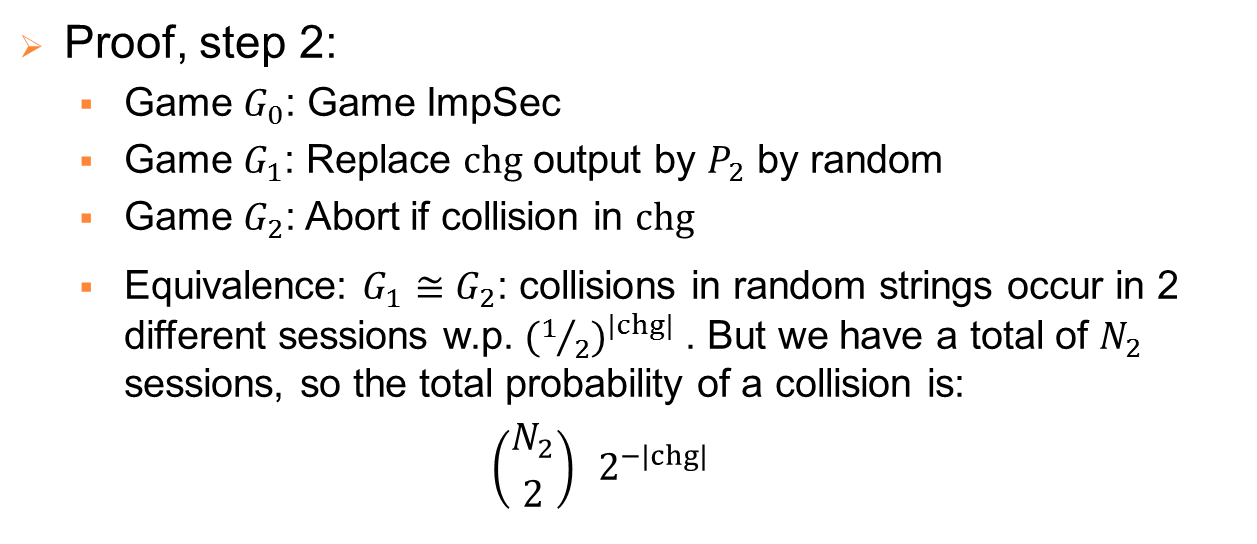 ➢ Proof, step 2:
▪ Game G₀: Game ImpSec
▪ Game G₁: Replace chg output by P₂ by random
▪ Game G₂: Abort if collision in chg
▪ Equivalence: G₁ ≅ G₂: collisions in random strings occur in 2
different sessions w.p. (1/2)^|chg| . But we have a total of N₂
sessions, so the total probability of a collision is:
(N₂ 2) 2^−|chg|